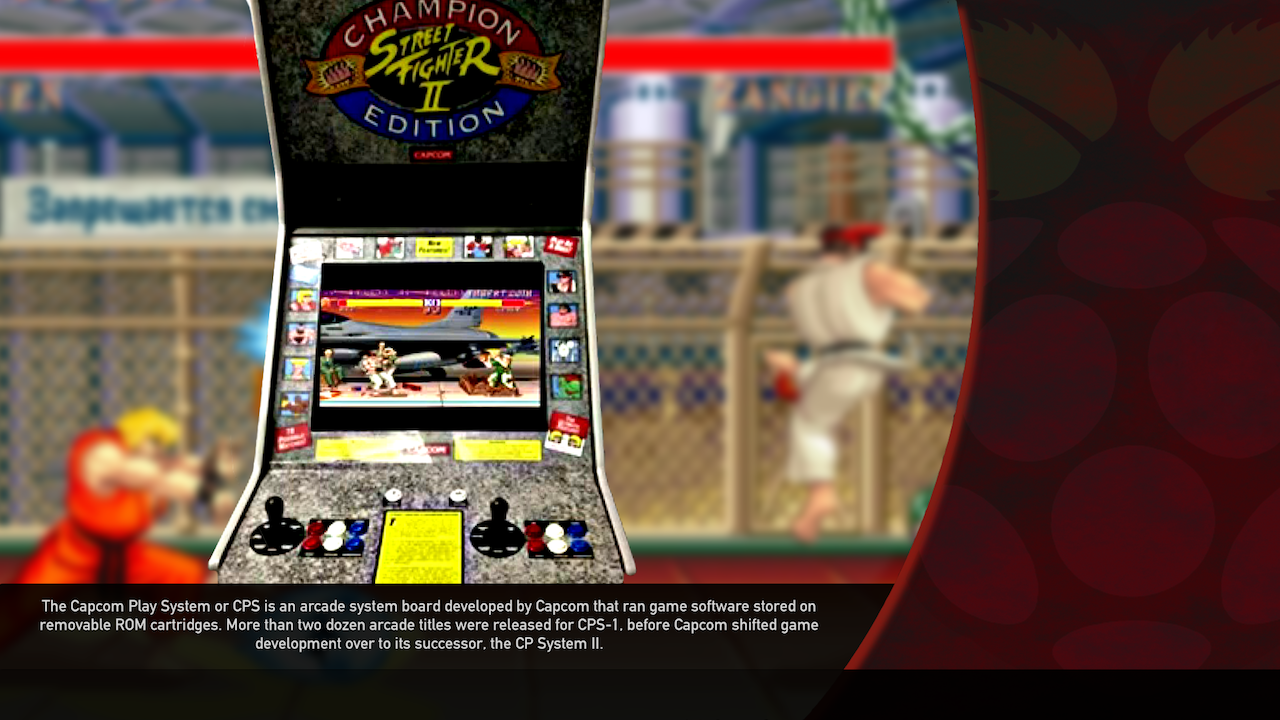 CHAMPION
STREET
FIGHTER
II
EDITION
CAPCOM
ZANGIEF
Запрещается
KO
The Capcom Play System or CPS is an arcade system board developed by Capcom that ran game software stored on
removable ROM cartridges. More than two dozen arcade titles were released for CPS-1, before Capcom shifted game
development over to its successor, the CP System II.